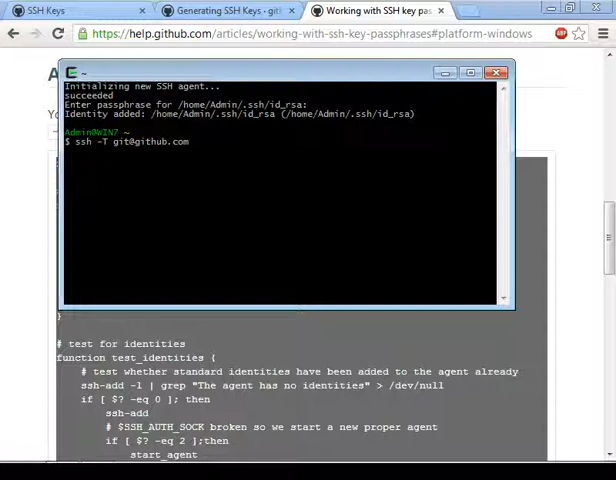 SSH Keys
Generating SSH Keys · git
Working with SSH key pas
https://help.github.com/articles/working-with-ssh-key-passphrases#platform-windows
ABP
A
~
Initializing new SSH agent...
succeeded
Enter passphrase for /home/Admin/.ssh/id_rsa:
Identity added: /home/Admin/.ssh/id_rsa (/home/Admin/.ssh/id_rsa)
Admin@WIN7 ~
$ ssh -T git@github.com
}
# test for identities
function test_identities {
# test whether standard identities have been added to the agent already
ssh-add -l | grep "The agent has no identities" > /dev/null
if [ $? -eq 0 ]; then
ssh-add
# $SSH_AUTH_SOCK broken so we start a new proper agent
if [ $? -eq 2 ];then
start_agent